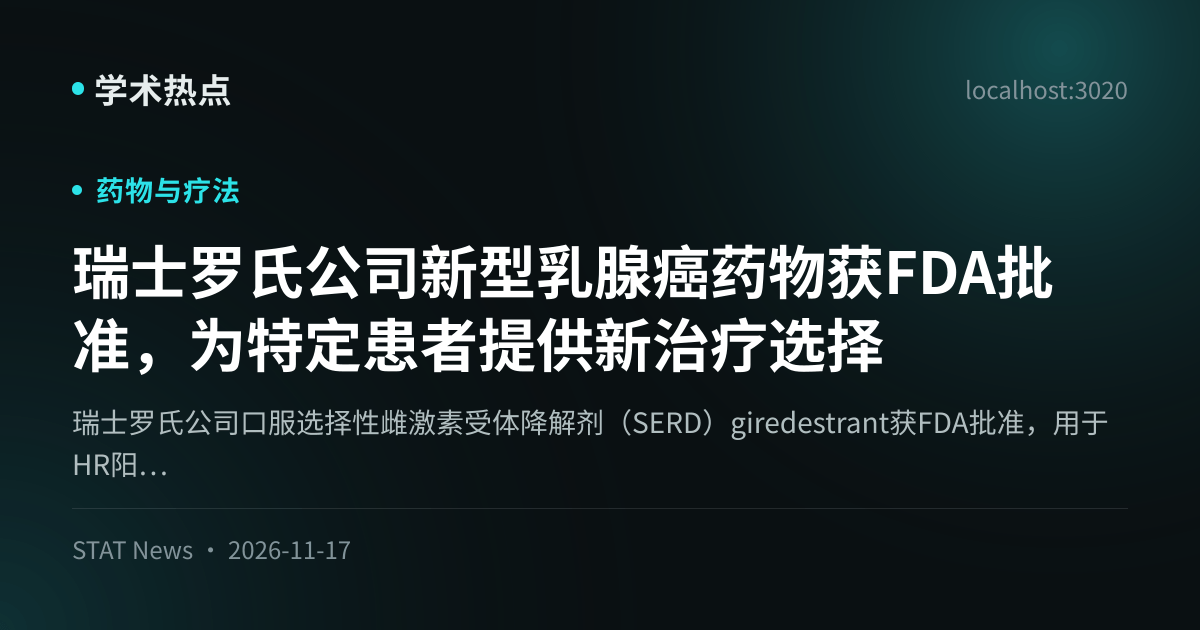 学术热点
localhost:3020
药物与疗法
瑞士罗氏公司新型乳腺癌药物获FDA批
准，为特定患者提供新治疗选择
瑞士罗氏公司口服选择性雌激素受体降解剂（SERD）giredestrant获FDA批准，用于
HR阳…
STAT News · 2026-11-17